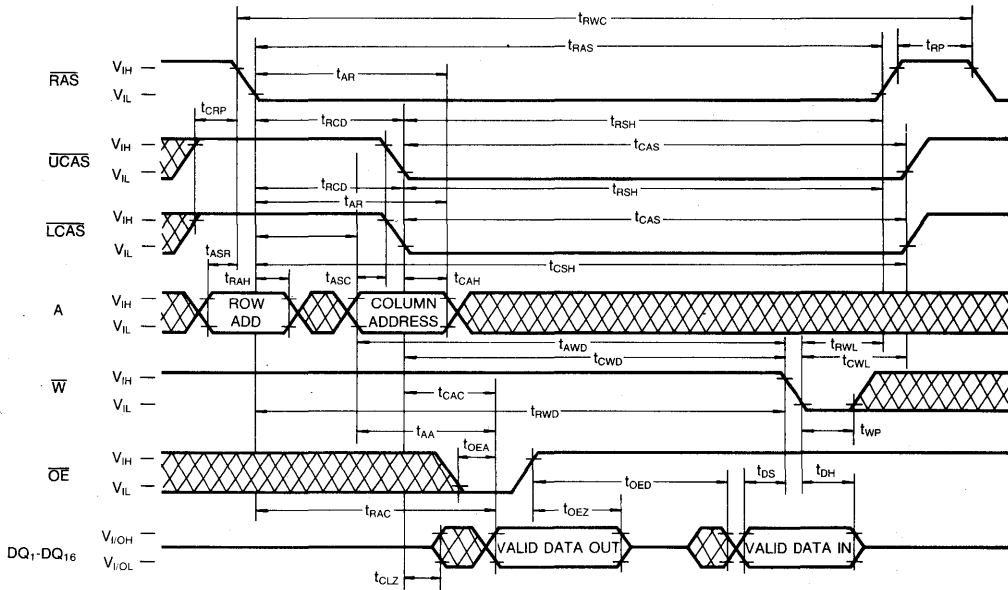 tRWC
tRAS
tRP
RAS
VIH
VIL
tAR
tCRP
tRCD
tRSH
UCAS
VIH
VIL
tCAS
tRCD
tRSH
tAR
LCAS
VIH
VIL
tCAS
tCSH
tASR
tRAH
tASC
tCAH
A
VIH
VIL
ROW ADD
COLUMN ADDRESS
tAWD
tRWL
tCWD
tCWL
W
VIH
VIL
tCAC
tRWD
tWP
tAA
tOEA
OE
VIH
VIL
tOED
tDS
tDH
tOEZ
tRAC
DQ1-DQ16
VI/OH
VI/OL
VALID DATA OUT
VALID DATA IN
tCLZ